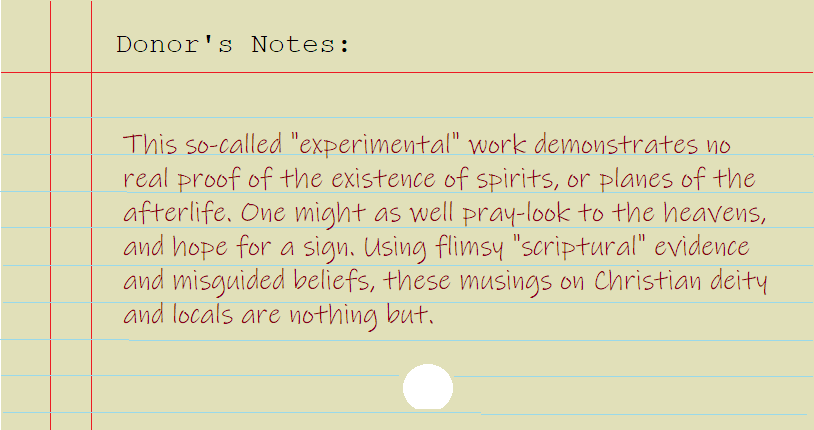 Donor's Notes:
This so-called "experimental" work demonstrates no
real proof of the existence of spirits, or planes of the
afterlife. One might as well pray-look to the heavens,
and hope for a sign. Using flimsy "scriptural" evidence
and misguided beliefs, these musings on Christian deity
and locals are nothing but.